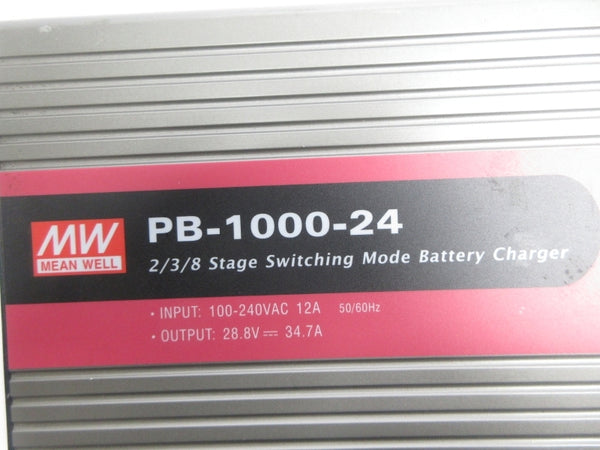 MW
MEAN WELL
PB-1000-24
2/3/8 Stage Switching Mode Battery Charger
• INPUT: 100-240VAC 12A 50/60Hz
• OUTPUT: 28.8V⎓ 34.7A